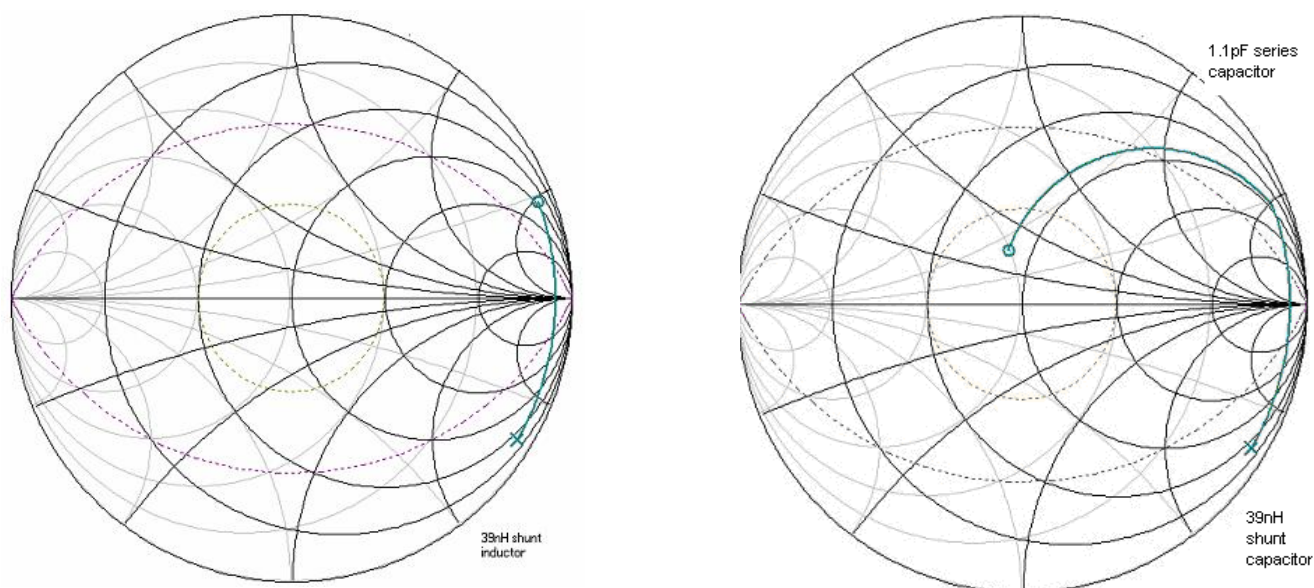 39nH shunt
inductor
1.1pF series
capacitor
39nH
shunt
capacitor